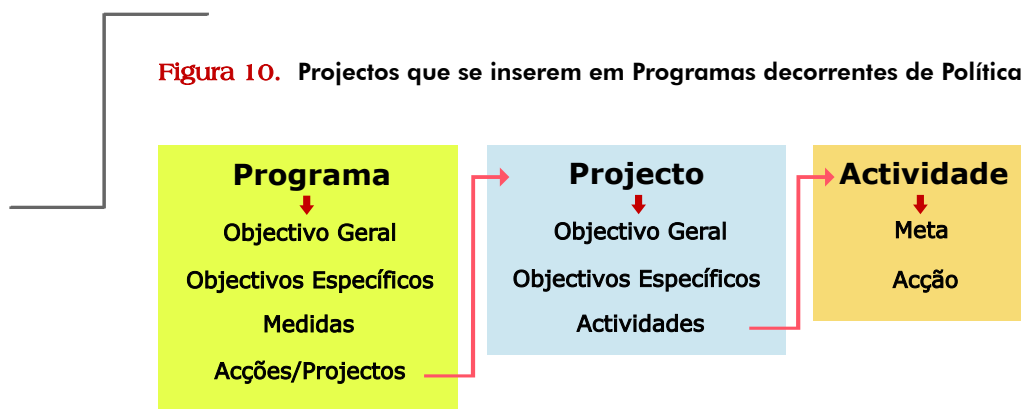 Figura 10. Projectos que se inserem em Programas decorrentes de Política
Programa
Objectivo Geral
Objectivos Específicos
Medidas
Acções/Projectos
Projecto
Objectivo Geral
Objectivos Específicos
Actividades
Actividade
Meta
Acção